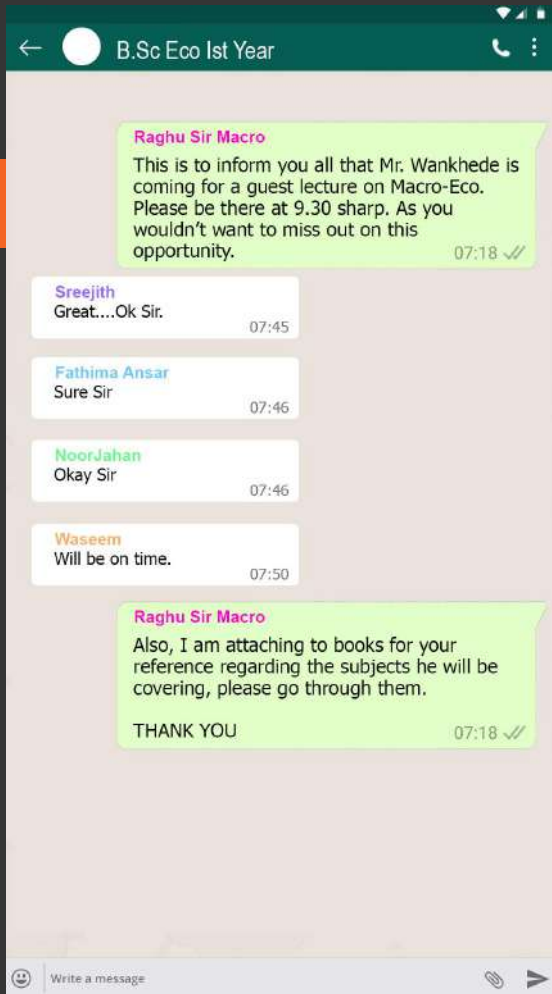 B.Sc Eco Ist Year
Raghu Sir Macro
This is to inform you all that Mr. Wankhede is
coming for a guest lecture on Macro-Eco.
Please be there at 9.30 sharp. As you
wouldn't want to miss out on this
opportunity.
07:18
Sreejith
Great....Ok Sir.
07:45
Fathima Ansar
Sure Sir
07:46
NoorJahan
Okay Sir
07:46
Waseem
Will be on time.
07:50
Raghu Sir Macro
Also, I am attaching to books for your
reference regarding the subjects he will be
covering, please go through them.
THANK YOU
07:18
Write a message